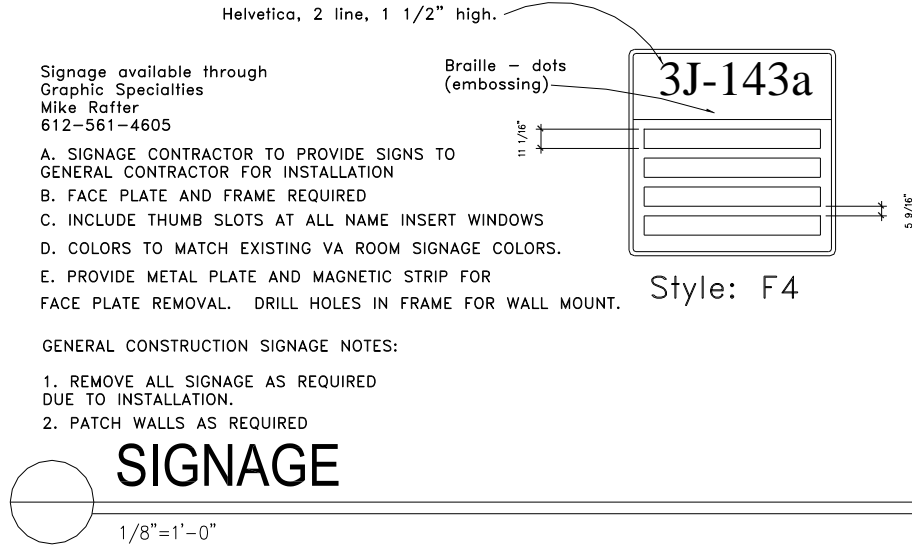 Helvetica, 2 line, 1 1/2” high.
Signage available through
Graphic Specialties
Mike Rafter
612-561-4605
Braille - dots
(embossing)
3J-143a
11 1/16"
5 9/16"
A. SIGNAGE CONTRACTOR TO PROVIDE SIGNS TO
GENERAL CONTRACTOR FOR INSTALLATION
B. FACE PLATE AND FRAME REQUIRED
C. INCLUDE THUMB SLOTS AT ALL NAME INSERT WINDOWS
D. COLORS TO MATCH EXISTING VA ROOM SIGNAGE COLORS.
E. PROVIDE METAL PLATE AND MAGNETIC STRIP FOR
FACE PLATE REMOVAL. DRILL HOLES IN FRAME FOR WALL MOUNT.
Style: F4
GENERAL CONSTRUCTION SIGNAGE NOTES:
1. REMOVE ALL SIGNAGE AS REQUIRED
DUE TO INSTALLATION.
2. PATCH WALLS AS REQUIRED
SIGNAGE
1/8”=1’-0”